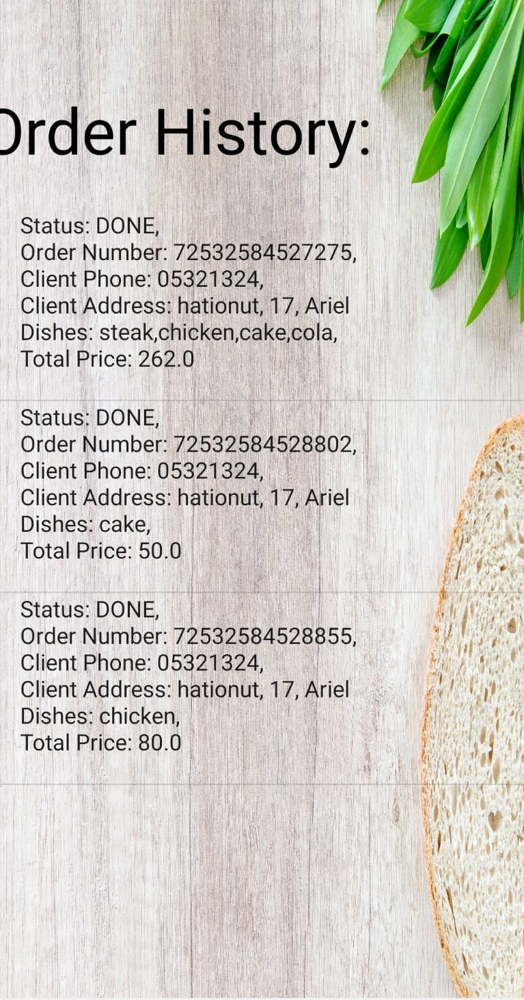 Order History:
Status: DONE,
Order Number: 72532584527275,
Client Phone: 05321324,
Client Address: hationut, 17, Ariel
Dishes: steak,chicken,cake,cola,
Total Price: 262.0
Status: DONE,
Order Number: 72532584528802,
Client Phone: 05321324,
Client Address: hationut, 17, Ariel
Dishes: cake,
Total Price: 50.0
Status: DONE,
Order Number: 72532584528855,
Client Phone: 05321324,
Client Address: hationut, 17, Ariel
Dishes: chicken,
Total Price: 80.0